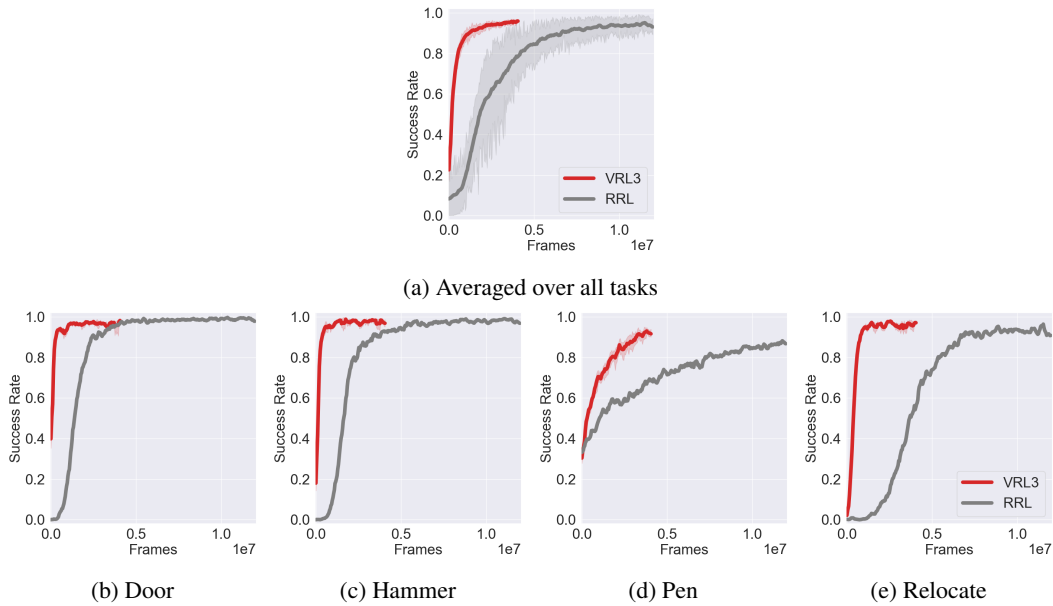 1.0
0.8
0.6
0.4
0.2
0.0
Success Rate
VRL3
RRL
0.0 0.5 1.0
Frames 1e7
(a) Averaged over all tasks
1.0
0.8
0.6
0.4
0.2
0.0
Success Rate
0.0 0.5 1.0
Frames 1e7
(b) Door
1.0
0.8
0.6
0.4
0.2
0.0
Success Rate
0.0 0.5 1.0
Frames 1e7
(c) Hammer
1.0
0.8
0.6
0.4
0.2
0.0
Success Rate
0.0 0.5 1.0
Frames 1e7
(d) Pen
1.0
0.8
0.6
0.4
0.2
0.0
Success Rate
VRL3
RRL
0.0 0.5 1.0
Frames 1e7
(e) Relocate